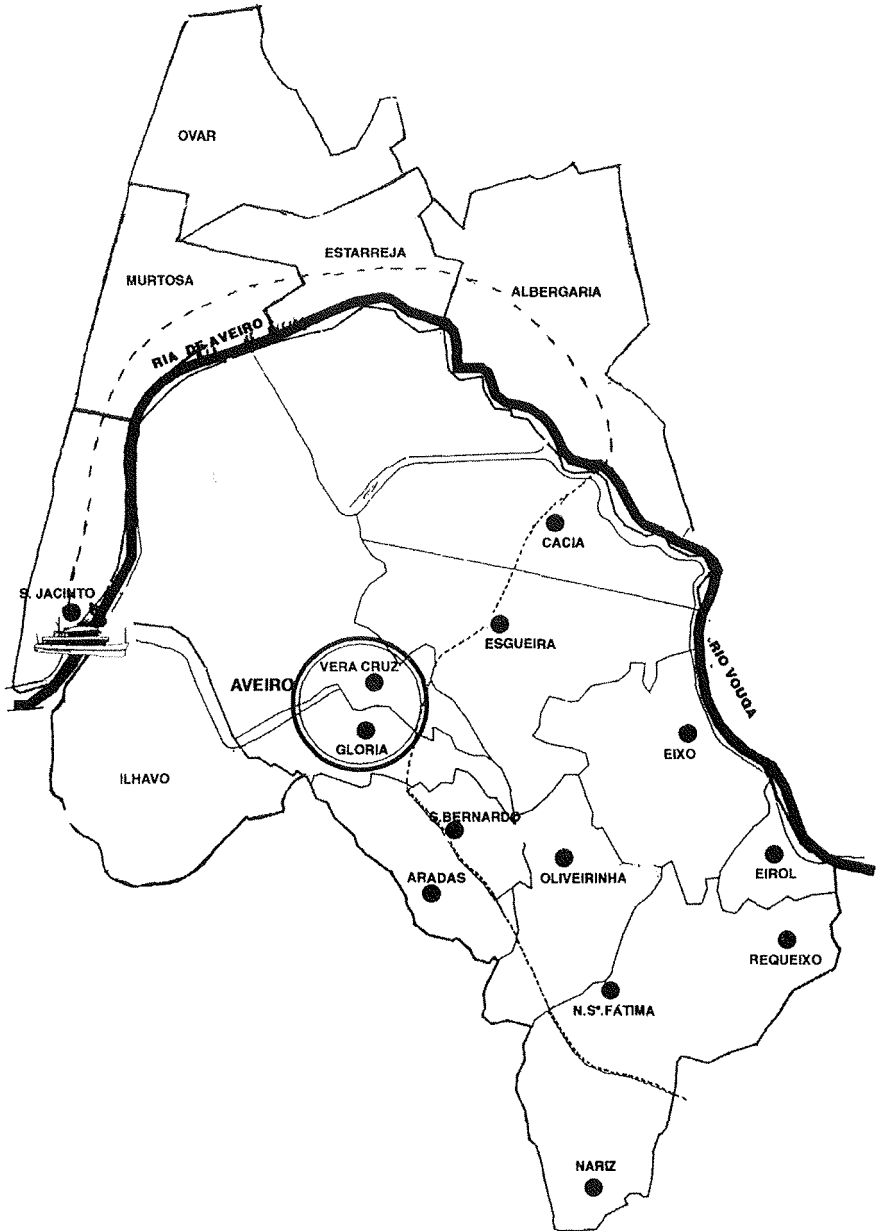 OVAR
ESTARREJA
MURTOSA
ALBERGARIA
RIA DE AVEIRO
CACIA
S. JACINTO
ESGUEIRA
VERA CRUZ
AVEIRO
RIO VOUGA
GLORIA
EIXO
ILHAVO
S.BERNARDO
ARADAS
OLIVEIRINHA
EIROL
REQUEIXO
N.Sª.FÁTIMA
NARIZ